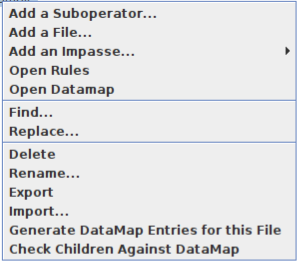 Add a Suboperator...
Add a File...
Add an Impasse...
Open Rules
Open Datamap
Find...
Replace...
Delete
Rename...
Export
Import...
Generate DataMap Entries for this File
Check Children Against DataMap